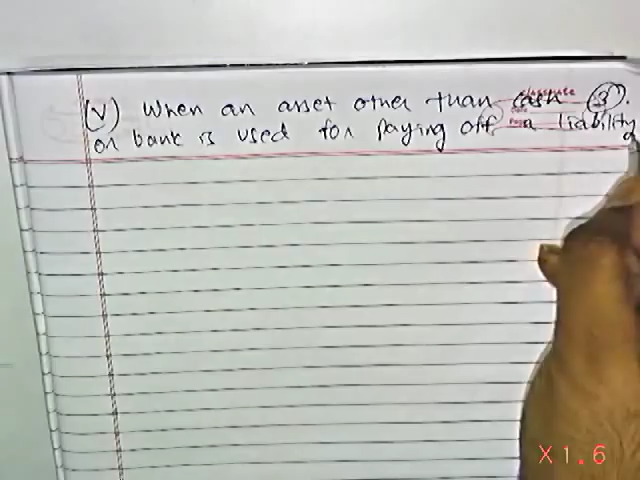 (V) When an asset other than cash (3).
or bank is used for paying off a liability
X1.6